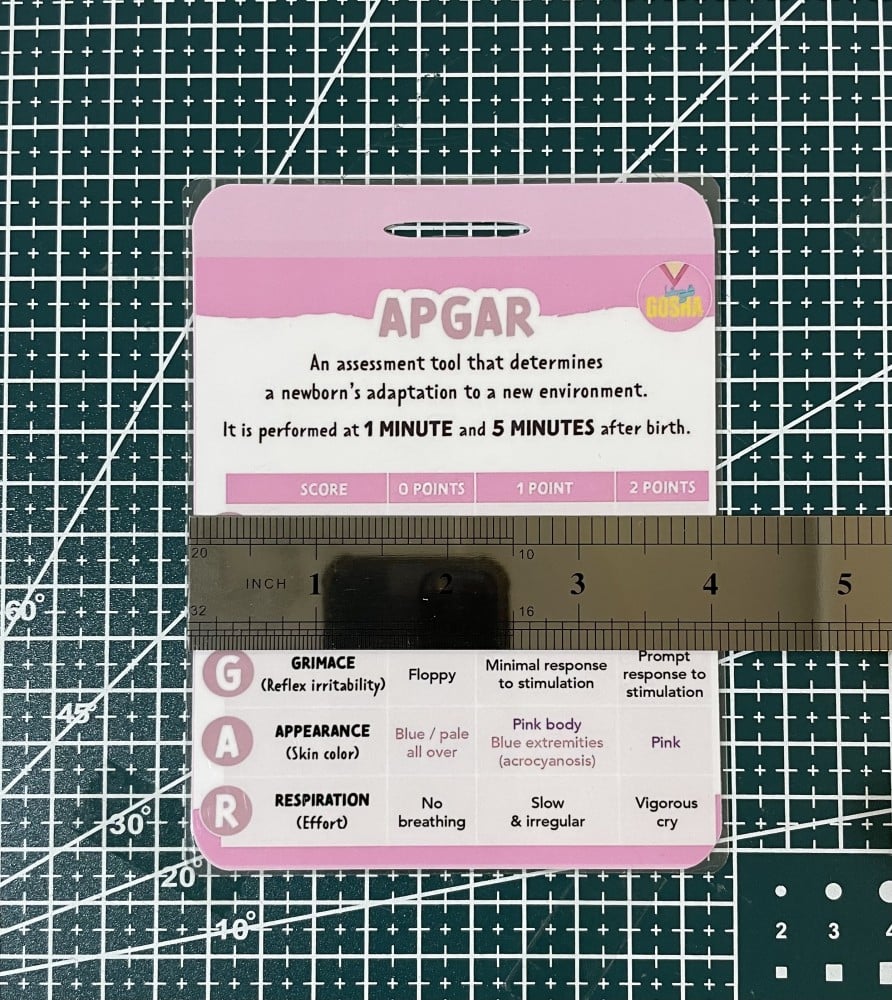 APGAR
GOSHA
An assessment tool that determines
a newborn's adaptation to a new environment.
It is performed at 1 MINUTE and 5 MINUTES after birth.
SCORE 0 POINTS 1 POINT 2 POINTS
20 10
INCH 1 2 3 4 5
32 16
G GRIMACE (Reflex irritability) Floppy Minimal response to stimulation Prompt response to stimulation
A APPEARANCE (Skin color) Blue / pale all over Pink body Blue extremities (acrocyanosis) Pink
R RESPIRATION (Effort) No breathing Slow & irregular Vigorous cry
60°
45°
30°
20°
10°
2 3 4